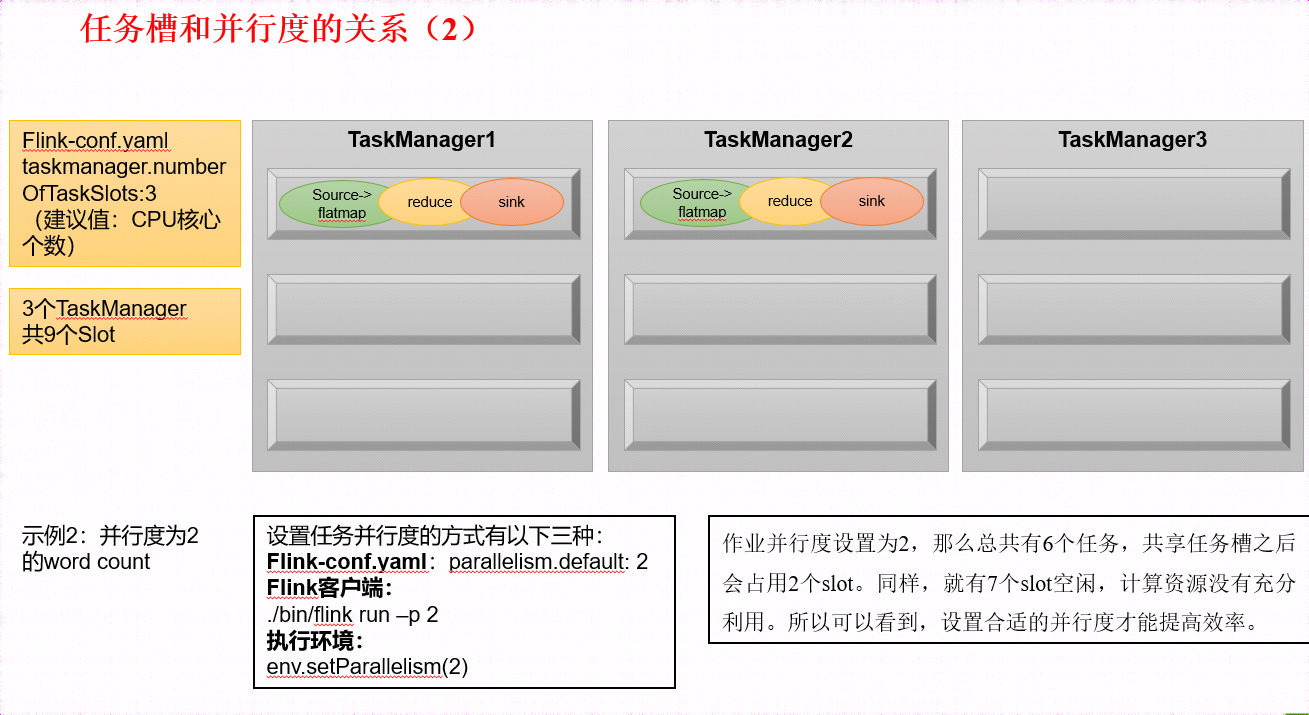 任务槽和并行度的关系（2）
Flink-conf.yaml
taskmanager.number
OfTaskSlots:3
（建议值：CPU核心
个数）
3个TaskManager
共9个Slot
TaskManager1
Source->
flatmap
reduce
sink
TaskManager2
Source->
flatmap
reduce
sink
TaskManager3
示例2：并行度为2
的word count
设置任务并行度的方式有以下三种：
Flink-conf.yaml：parallelism.default: 2
Flink客户端：
./bin/flink run –p 2
执行环境：
env.setParallelism(2)
作业并行度设置为2，那么总共有6个任务，共享任务槽之后
会占用2个slot。同样，就有7个slot空闲，计算资源没有充分
利用。所以可以看到，设置合适的并行度才能提高效率。